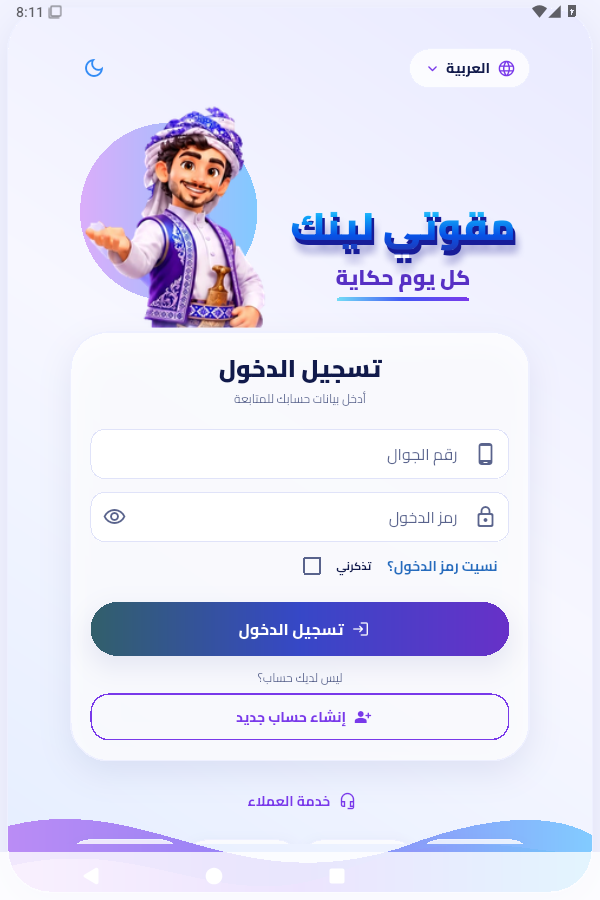 8:11
العربية
مقوتي لينك
كل يوم حكاية
تسجيل الدخول
أدخل بيانات حسابك للمتابعة
رقم الجوال
رمز الدخول
نسيت رمز الدخول؟ تذكرني
تسجيل الدخول
ليس لديك حساب؟
إنشاء حساب جديد
خدمة العملاء